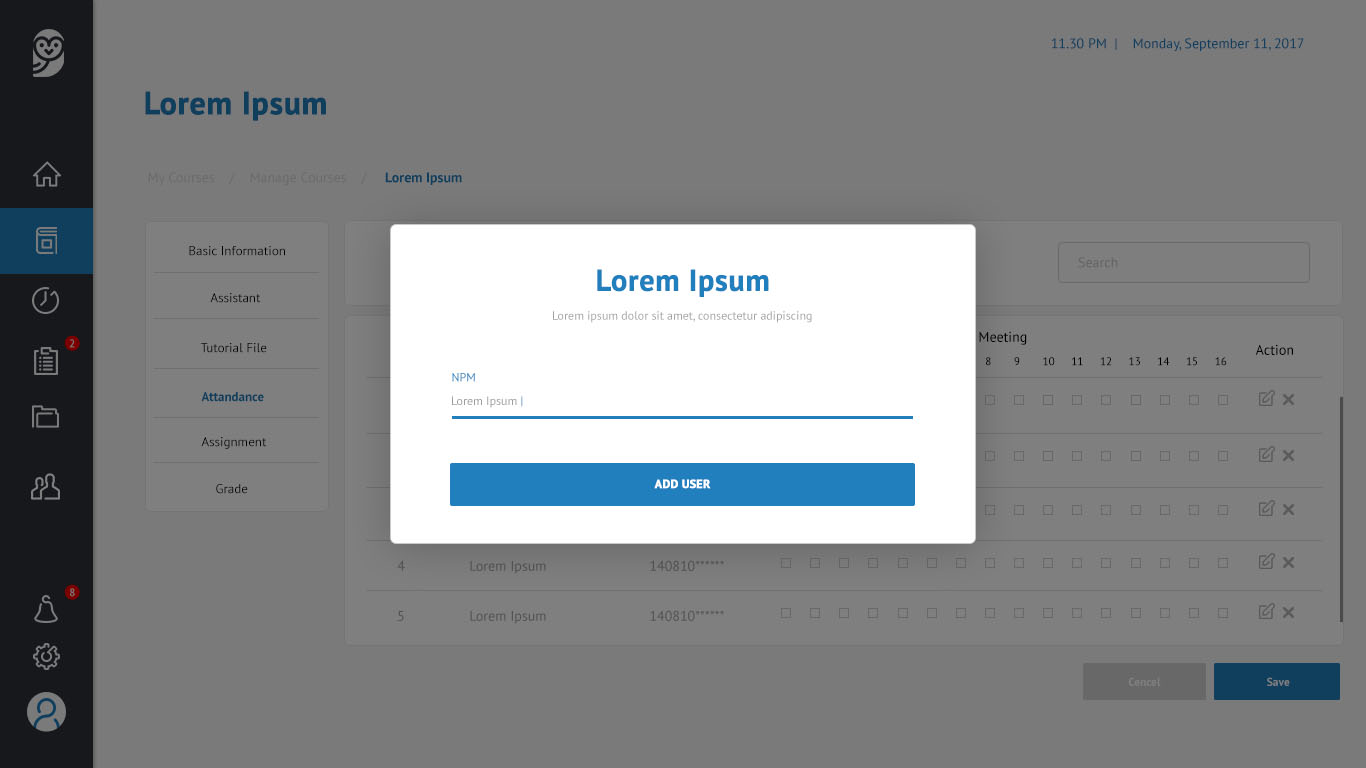 11.30 PM | Monday, September 11, 2017
Lorem Ipsum
My Courses / Manage Courses / Lorem Ipsum
Basic Information
Assistant
Tutorial File
Attandance
Assignment
Grade
2
8
Search
Lorem Ipsum
Lorem ipsum dolor sit amet, consectetur adipiscing
NPM
Lorem Ipsum |
ADD USER
Meeting
8 9 10 11 12 13 14 15 16
Action
4 Lorem Ipsum 140810******
5 Lorem Ipsum 140810******
Cencel
Save